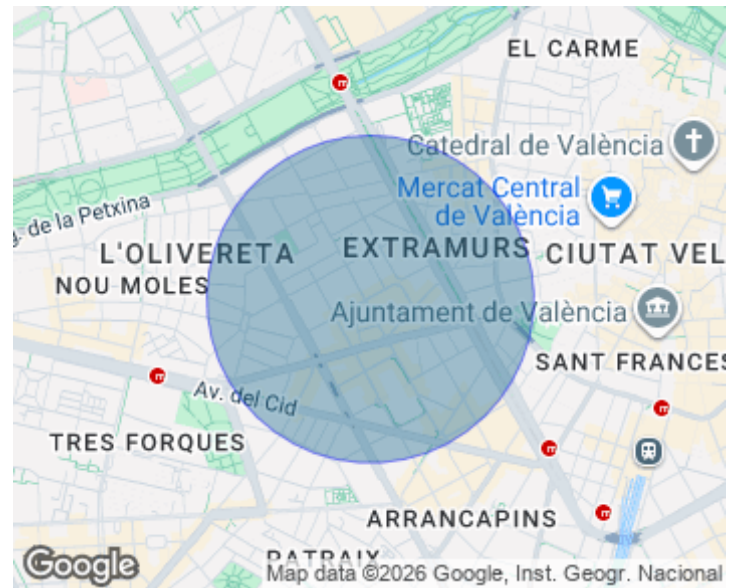 EL CARME
Catedral de València
Mercat Central
de València
g. de la Petxina
L'OLIVERETA
EXTRAMURS
CIUTAT VEL
NOU MOLES
Ajuntament de València
SANT FRANCES
Av. del Cid
TRES FORQUES
ARRANCAPINS
PATRAIX
Google
Map data ©2026 Google, Inst. Geogr. Nacional